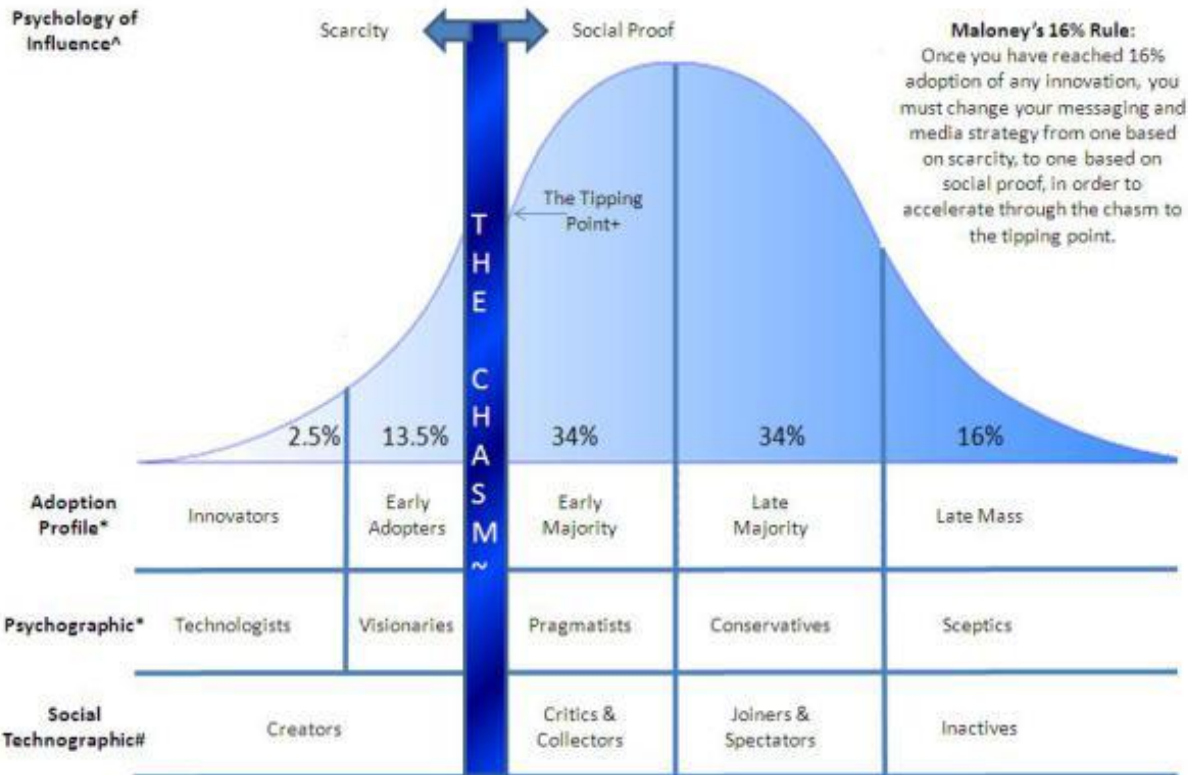 Psychology of
Influence^
Scarcity
Social Proof
Maloney's 16% Rule:
Once you have reached 16%
adoption of any innovation, you
must change your messaging and
media strategy from one based
on scarcity, to one based on
social proof, in order to
accelerate through the chasm to
the tipping point.
The Tipping
Point+
THE CHASM~
2.5%
13.5%
34%
34%
16%
Adoption
Profile*
Innovators
Early
Adopters
Early
Majority
Late
Majority
Late Mass
Psychographic*
Technologists
Visionaries
Pragmatists
Conservatives
Sceptics
Social
Technographic#
Creators
Critics &
Collectors
Joiners &
Spectators
Inactives